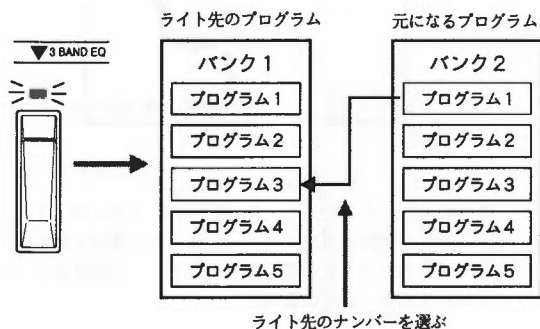 ライト先のプログラム
元になるプログラム
▼3 BAND EQ
バンク1
プログラム1
プログラム2
プログラム3
プログラム4
プログラム5
バンク2
プログラム1
プログラム2
プログラム3
プログラム4
プログラム5
ライト先のナンバーを選ぶ